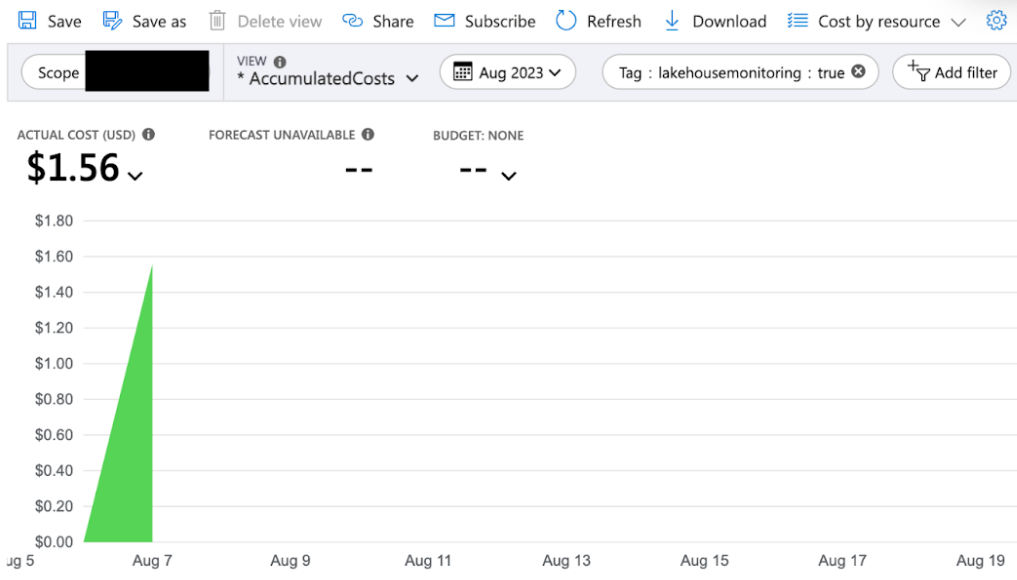 Save Save as Delete view Share Subscribe Refresh Download Cost by resource
Scope VIEW * AccumulatedCosts Aug 2023 Tag : lakehousemonitoring : true Add filter
ACTUAL COST (USD) FORECAST UNAVAILABLE BUDGET: NONE
$1.56 -- --
$1.80
$1.60
$1.40
$1.20
$1.00
$0.80
$0.60
$0.40
$0.20
$0.00
ug 5 Aug 7 Aug 9 Aug 11 Aug 13 Aug 15 Aug 17 Aug 19